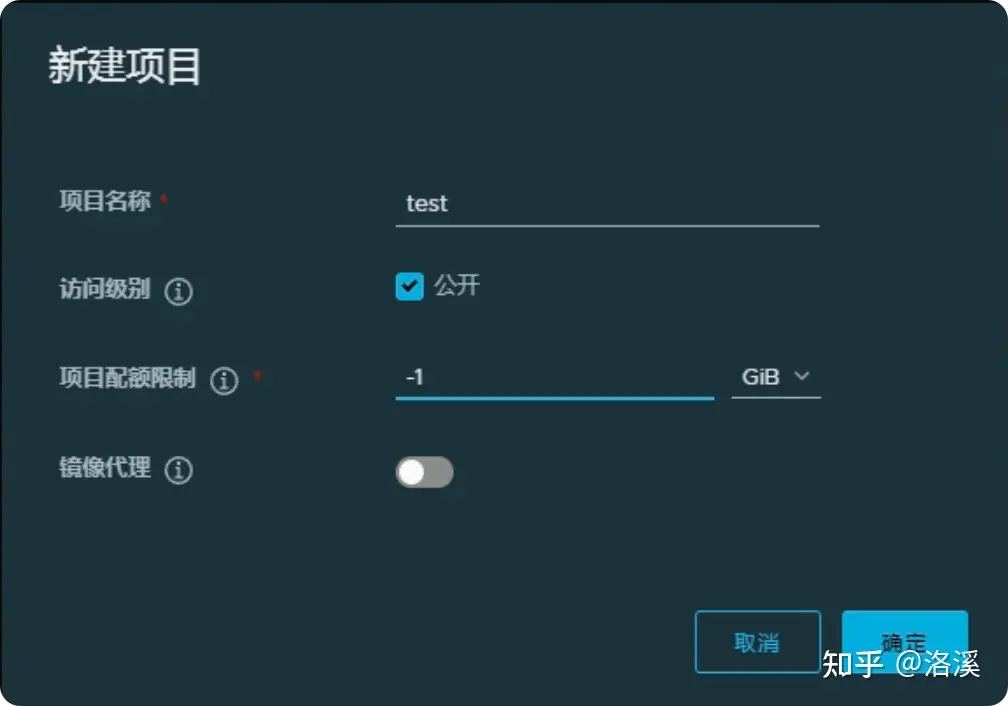 新建项目
项目名称 *
test
访问级别
公开
项目配额限制 *
-1
GiB
镜像代理
取消
确定
知乎 @洛溪